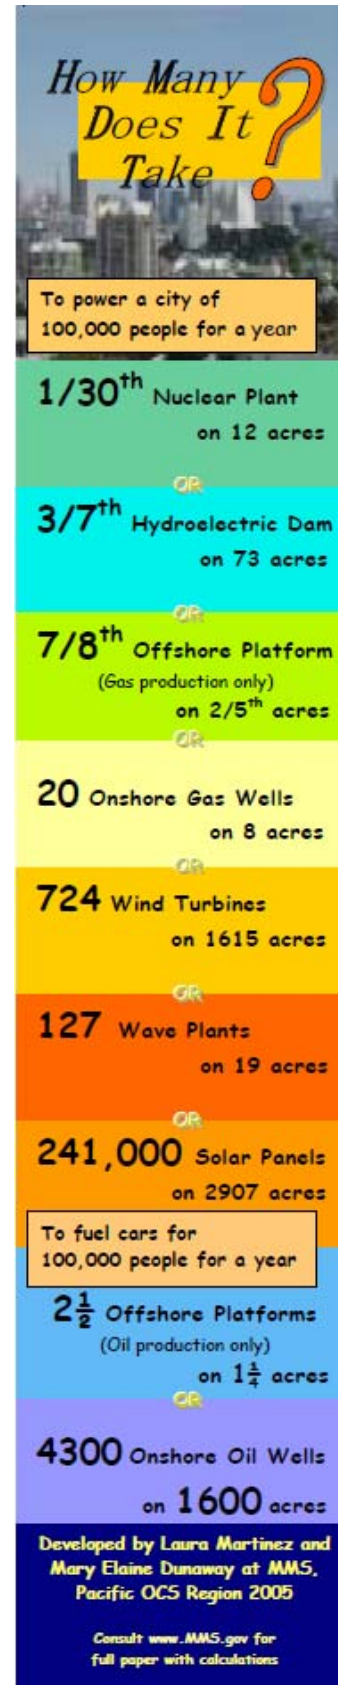 How Many
Does It
Take ?
To power a city of
100,000 people for a year
1/30th Nuclear Plant
on 12 acres
OR
3/7th Hydroelectric Dam
on 73 acres
OR
7/8th Offshore Platform
(Gas production only)
on 2/5th acres
OR
20 Onshore Gas Wells
on 8 acres
OR
724 Wind Turbines
on 1615 acres
OR
127 Wave Plants
on 19 acres
OR
241,000 Solar Panels
on 2907 acres
To fuel cars for
100,000 people for a year
2½ Offshore Platforms
(Oil production only)
on 1¼ acres
OR
4300 Onshore Oil Wells
on 1600 acres
Developed by Laura Martinez and
Mary Elaine Dunaway at MMS,
Pacific OCS Region 2005
Consult www.MMS.gov for
full paper with calculations